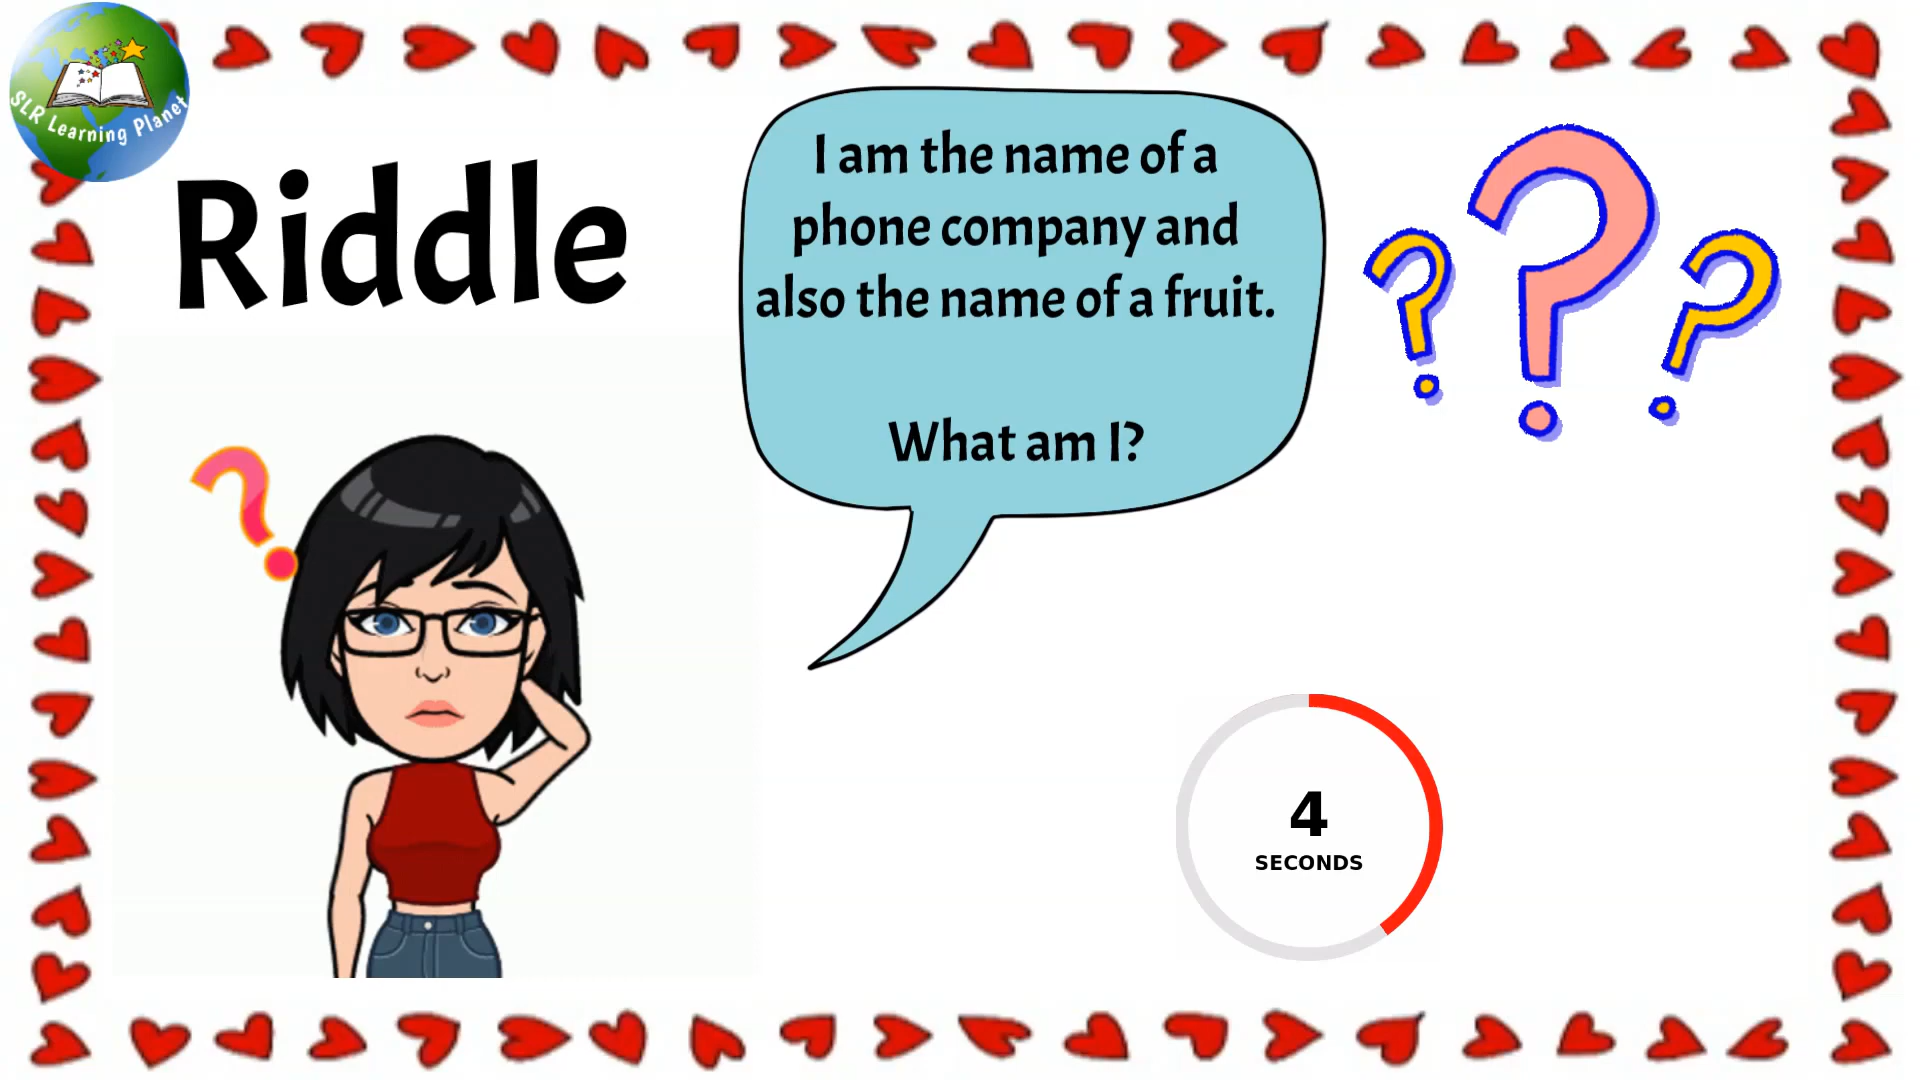 SLR Learning Planet
Riddle
I am the name of a
phone company and
also the name of a fruit.
What am I?
4
SECONDS